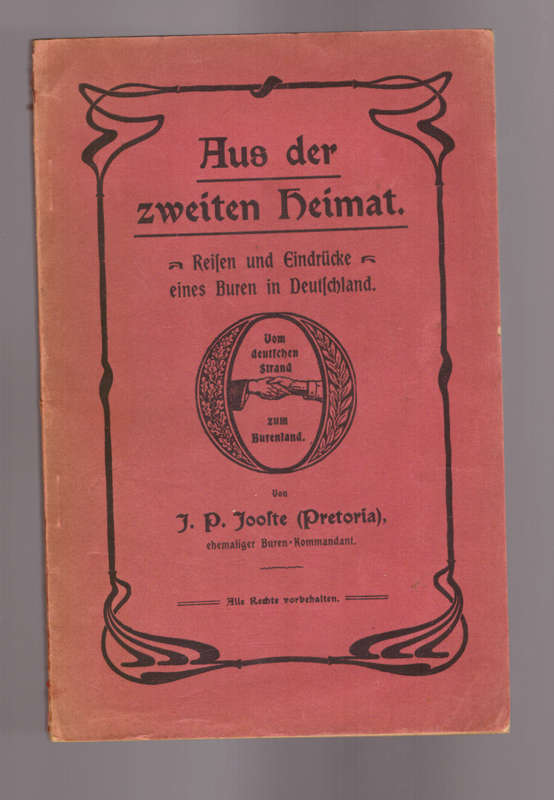 Aus der
zweiten Heimat.
Reiſen und Eindrücke
eines Buren in Deutſchland.
Vom
deutſchen
Strand
zum
Burenland.
Von
J. P. Jooſte (Pretoria),
ehemaliger Buren-Kommandant.
Alle Rechte vorbehalten.